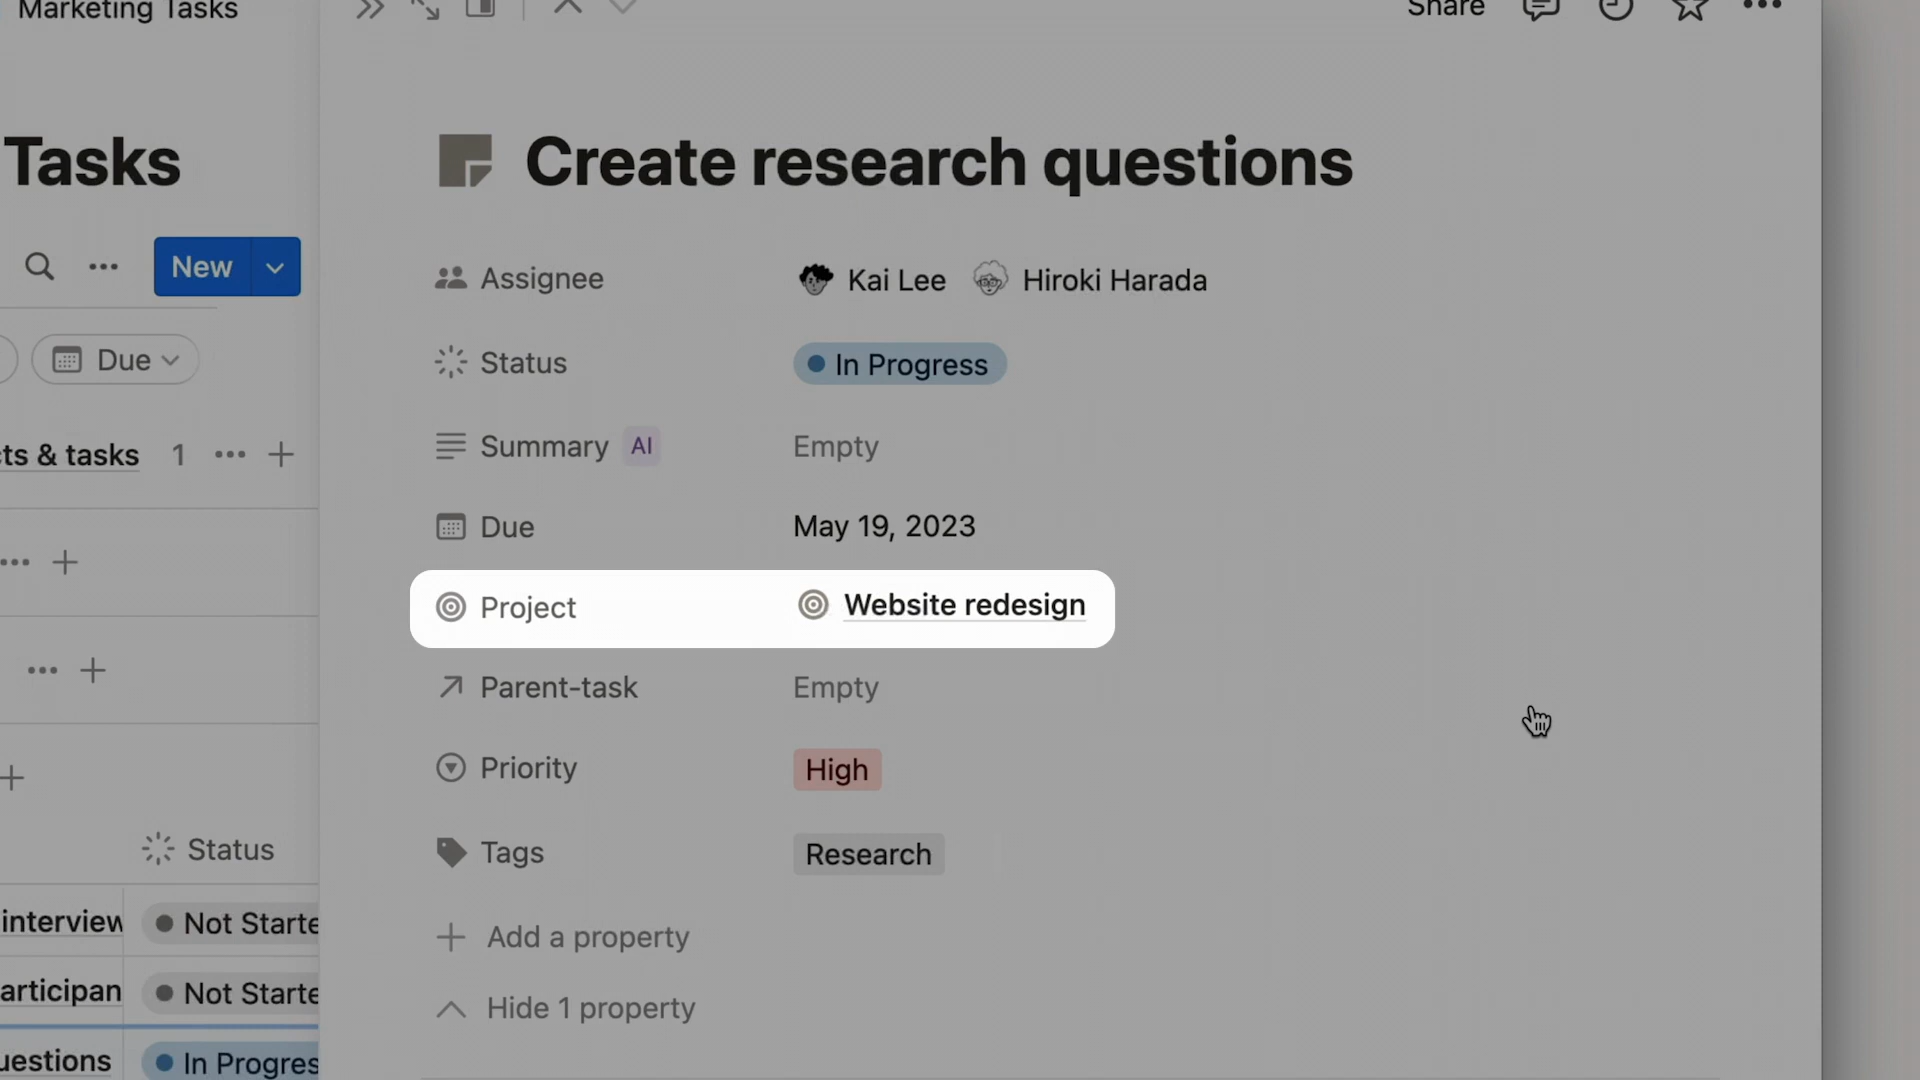 Marketing Tasks
Share
Tasks
Create research questions
New
Assignee
Kai Lee
Hiroki Harada
Due
Status
In Progress
Summary AI
Empty
ts & tasks 1
Due
May 19, 2023
Project
Website redesign
Parent-task
Empty
Priority
High
Tags
Research
Status
interview
Not Starte
Add a property
articipan
Not Starte
Hide 1 property
uestions
In Progres